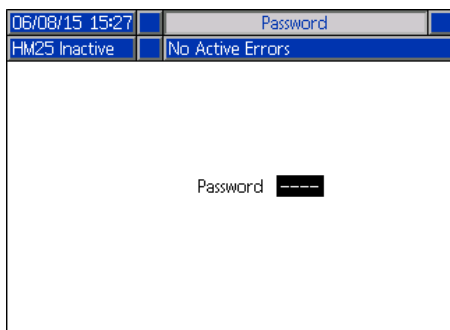 06/08/15 15:27 Password
HM25 Inactive No Active Errors
Password ----